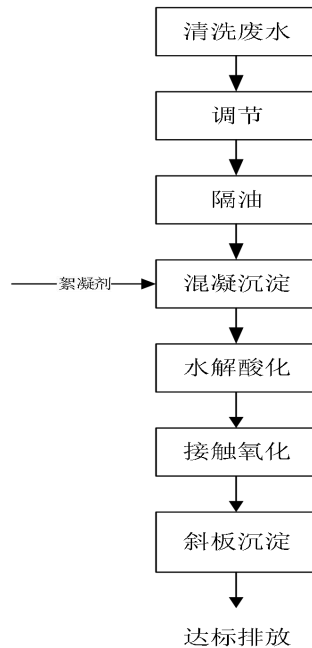 清洗废水
调节
隔油
絮凝剂
混凝沉淀
水解酸化
接触氧化
斜板沉淀
达标排放